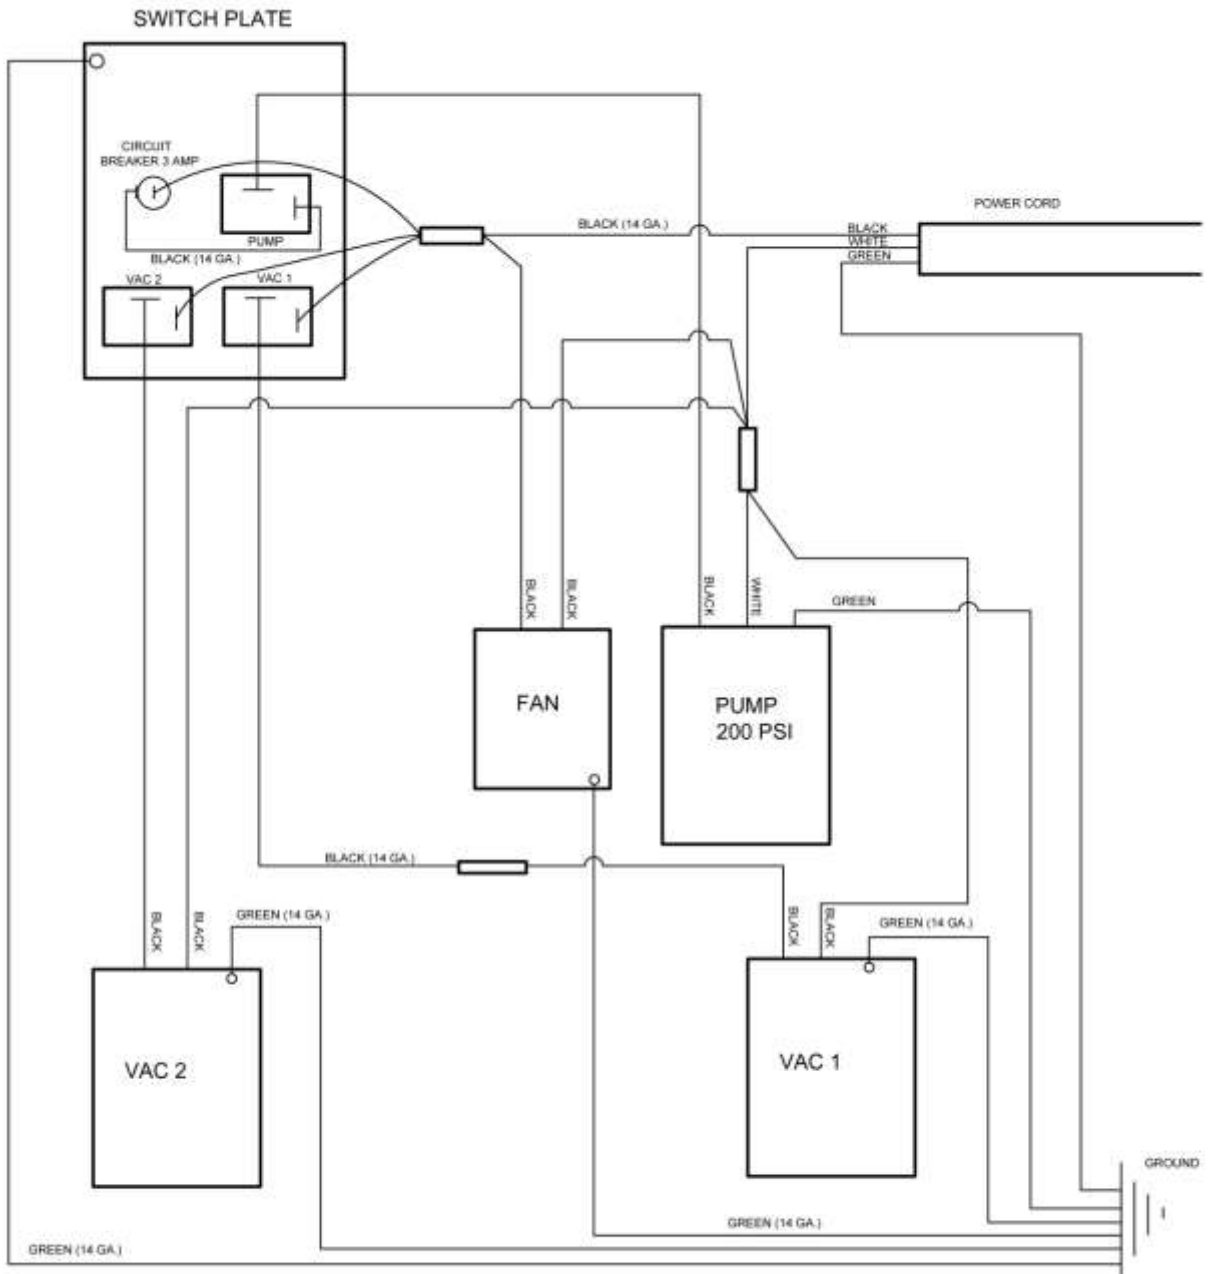 SWITCH PLATE
CIRCUIT
BREAKER 3 AMP
PUMP
BLACK (14 GA.)
VAC 2
VAC 1
BLACK (14 GA.)
POWER CORD
BLACK
WHITE
GREEN
BLACK
BLACK
BLACK
WHITE
GREEN
FAN
PUMP
200 PSI
BLACK (14 GA.)
BLACK
BLACK
GREEN (14 GA.)
BLACK
BLACK
GREEN (14 GA.)
VAC 2
VAC 1
GROUND
GREEN (14 GA.)
GREEN (14 GA.)